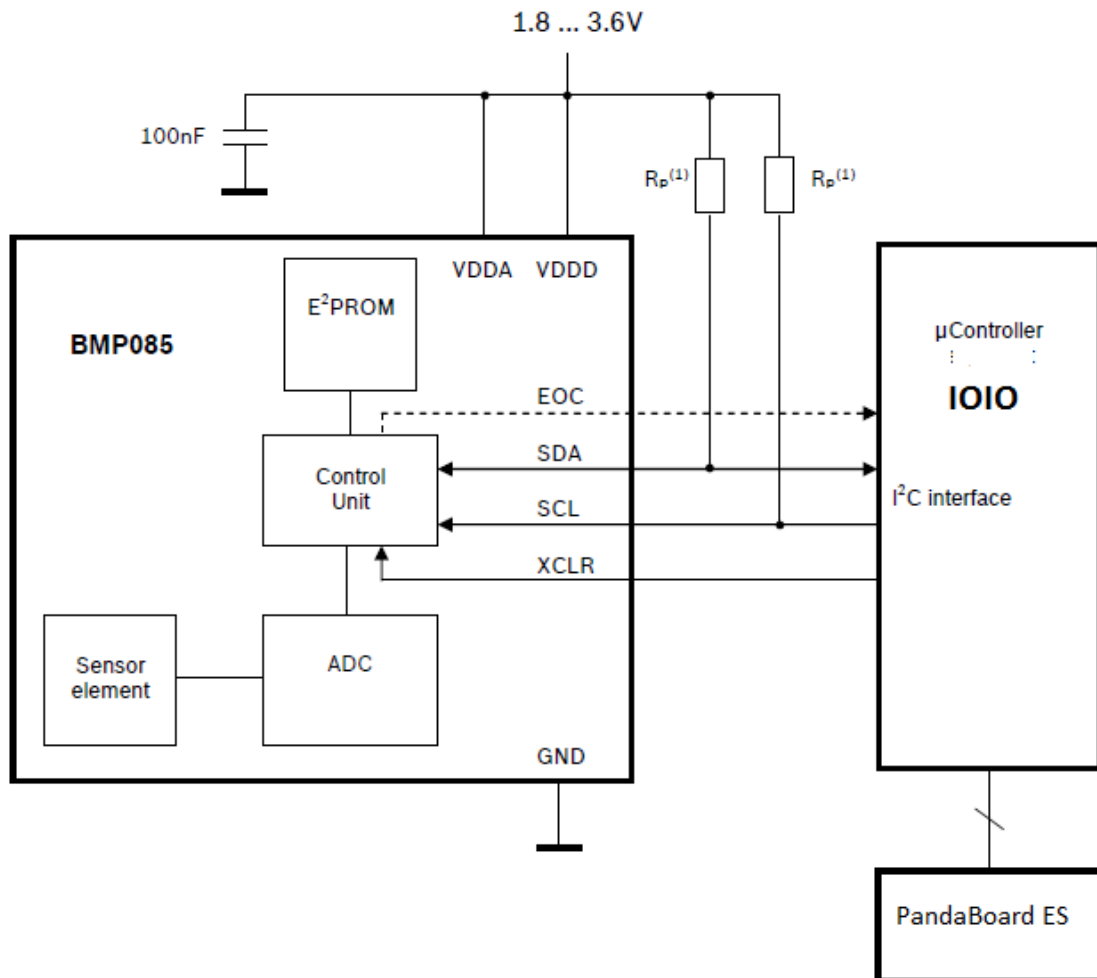 1.8 ... 3.6V
100nF
Rₚ⁽¹⁾
Rₚ⁽¹⁾
VDDA VDDD
E²PROM
BMP085
µController
IOIO
EOC
SDA
Control
Unit
I²C interface
SCL
XCLR
Sensor
element
ADC
GND
PandaBoard ES